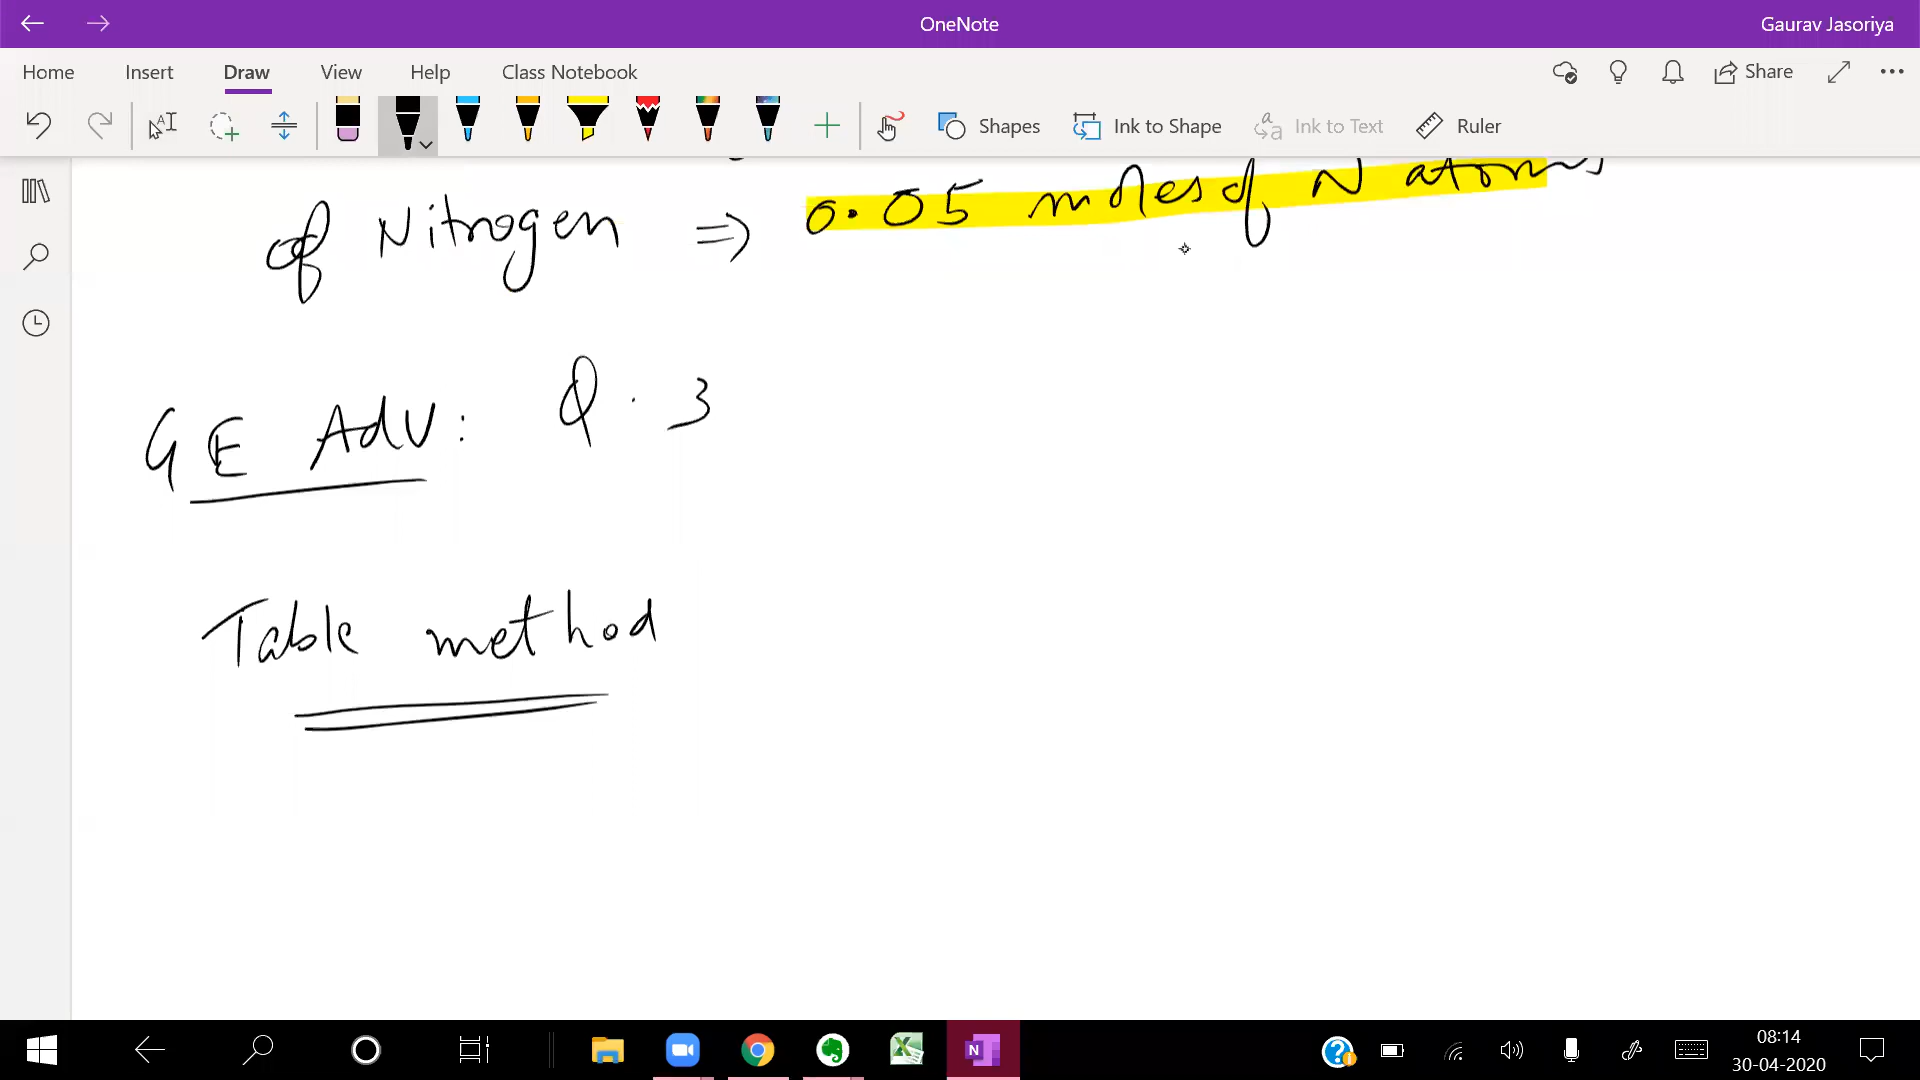 OneNote
Gaurav Jasoriya
Home Insert Draw View Help Class Notebook
Share
Shapes Ink to Shape Ink to Text Ruler
of Nitrogen ⇒ 0.05 moles of N atoms
GE Adv: Q.3
Table method
08:14
30-04-2020